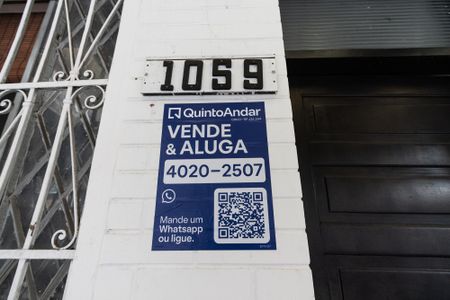 1059
QuintoAndar
VENDE
& ALUGA
4020-2507
Mande um
Whatsapp
ou ligue.